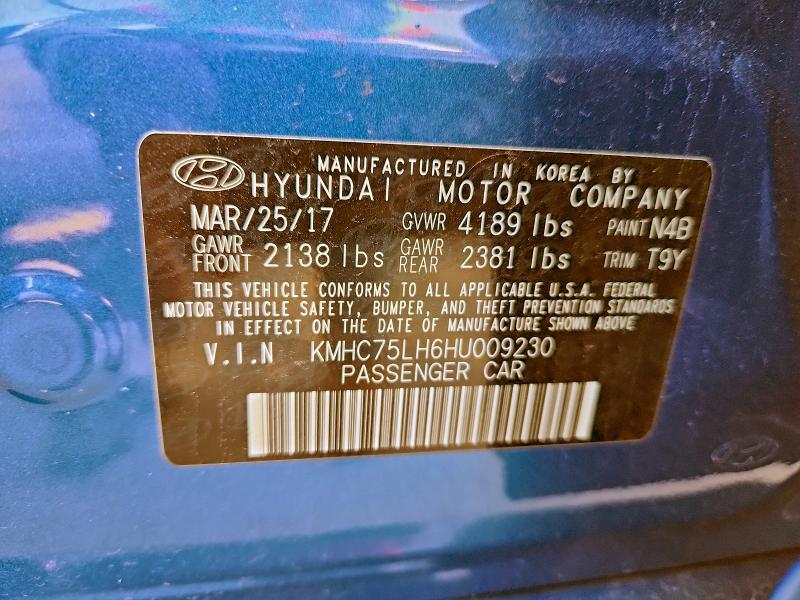 MANUFACTURED IN KOREA BY
HYUNDAI MOTOR COMPANY
MAR/25/17 GVWR 4189 lbs PAINT N4B
GAWR FRONT 2138 lbs GAWR REAR 2381 lbs TRIM T9Y
THIS VEHICLE CONFORMS TO ALL APPLICABLE U.S.A. FEDERAL
MOTOR VEHICLE SAFETY, BUMPER, AND THEFT PREVENTION STANDARDS
IN EFFECT ON THE DATE OF MANUFACTURE SHOWN ABOVE
V.I.N KMHC75LH6HU009230
PASSENGER CAR